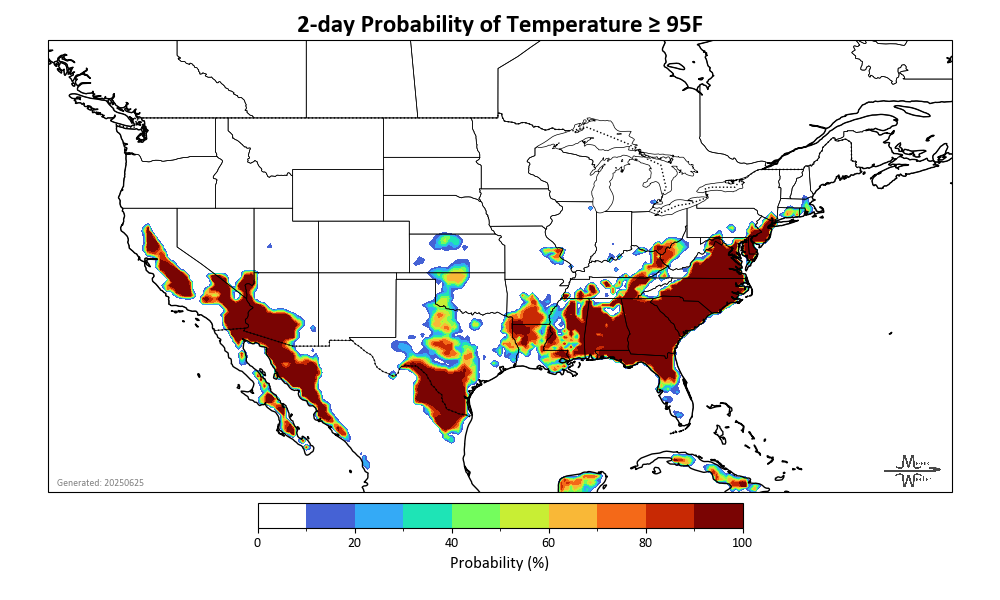 2-day Probability of Temperature ≥ 95F
Generated: 20250625
0 20 40 60 80 100
Probability (%)